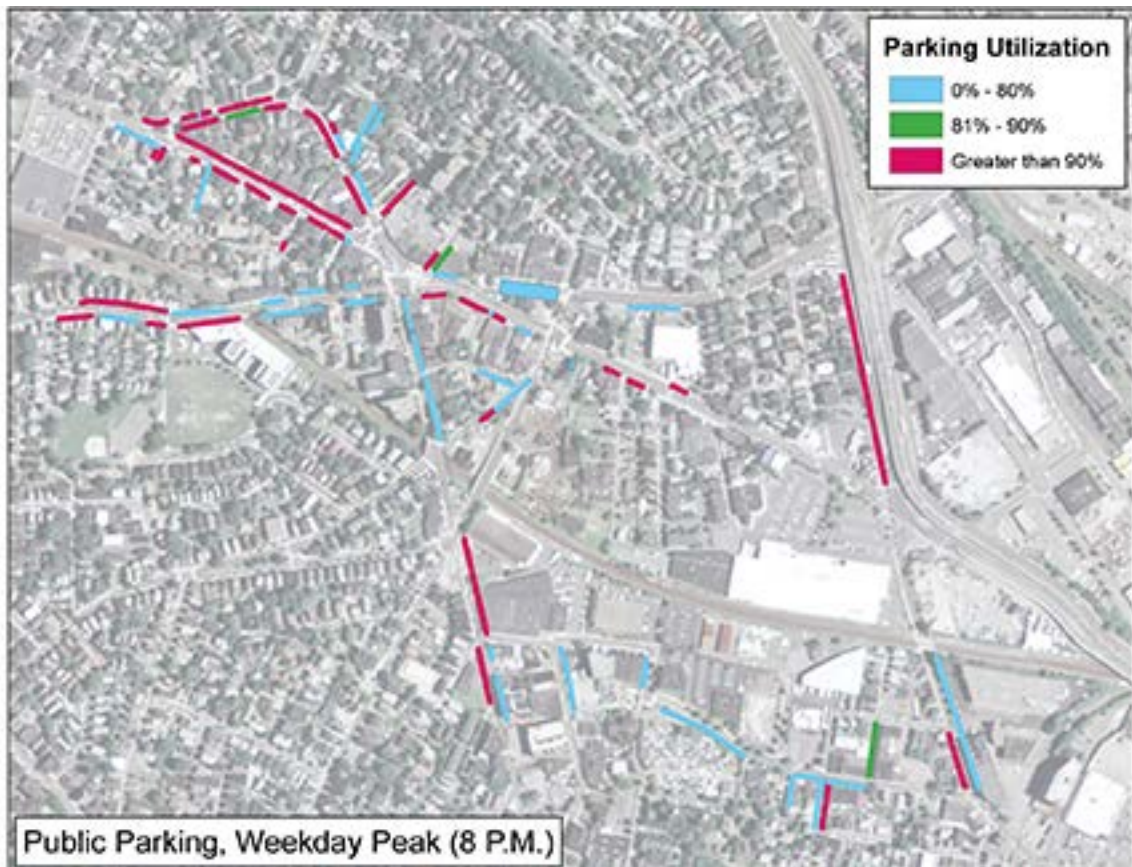 Parking Utilization
0% - 80%
81% - 90%
Greater than 90%
Public Parking, Weekday Peak (8 P.M.)